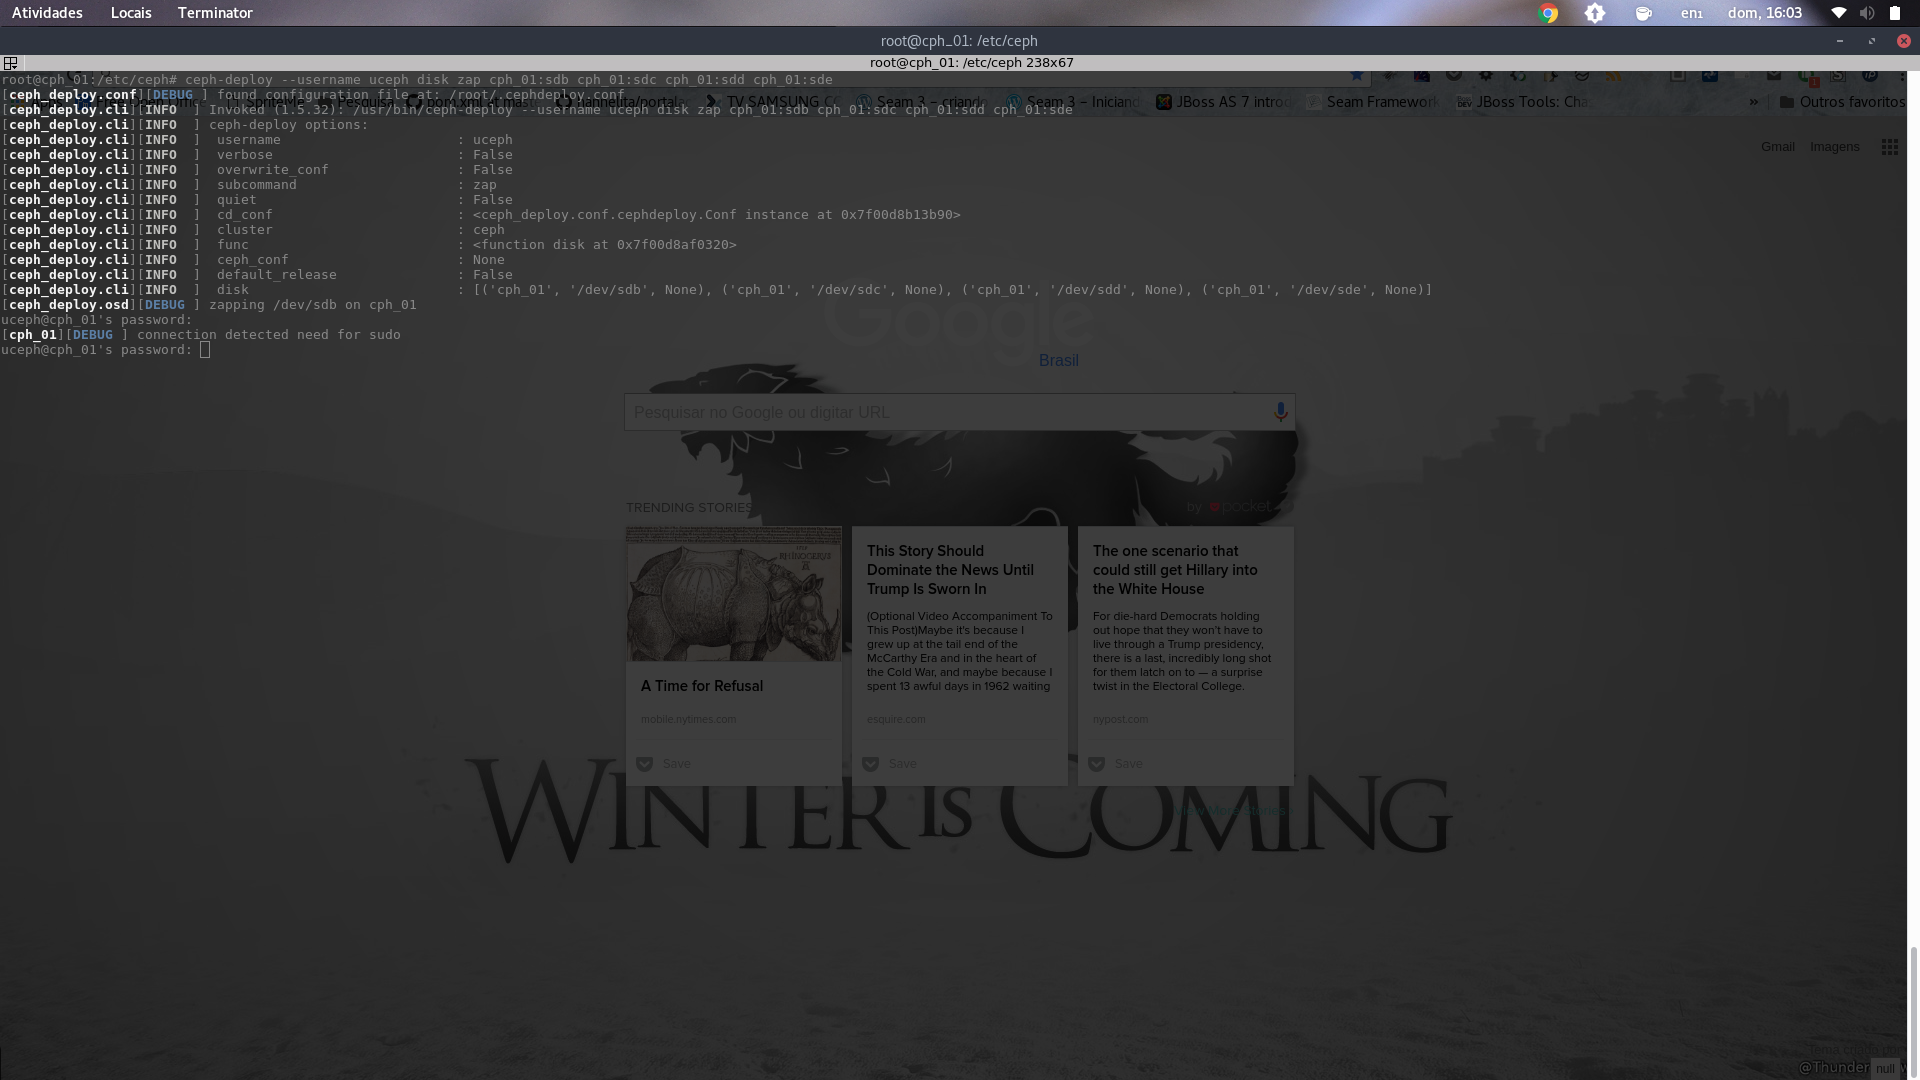 Atividades Locais Terminator en₁ dom, 16:03
root@cph_01: /etc/ceph
root@cph_01: /etc/ceph 238x67
root@cph_01:/etc/ceph# ceph-deploy --username uceph disk zap cph_01:sdb cph_01:sdc cph_01:sdd cph_01:sde
[ceph_deploy.conf][DEBUG ] found configuration file at: /root/.cephdeploy.conf
[ceph_deploy.cli][INFO  ] Invoked (1.5.32): /usr/bin/ceph-deploy --username uceph disk zap cph_01:sdb cph_01:sdc cph_01:sdd cph_01:sde
[ceph_deploy.cli][INFO  ] ceph-deploy options:
[ceph_deploy.cli][INFO  ]  username                      : uceph
[ceph_deploy.cli][INFO  ]  verbose                       : False
[ceph_deploy.cli][INFO  ]  overwrite_conf                : False
[ceph_deploy.cli][INFO  ]  subcommand                    : zap
[ceph_deploy.cli][INFO  ]  quiet                         : False
[ceph_deploy.cli][INFO  ]  cd_conf                       : <ceph_deploy.conf.cephdeploy.Conf instance at 0x7f00d8b13b90>
[ceph_deploy.cli][INFO  ]  cluster                       : ceph
[ceph_deploy.cli][INFO  ]  func                          : <function disk at 0x7f00d8af0320>
[ceph_deploy.cli][INFO  ]  ceph_conf                     : None
[ceph_deploy.cli][INFO  ]  default_release               : False
[ceph_deploy.cli][INFO  ]  disk                          : [('cph_01', '/dev/sdb', None), ('cph_01', '/dev/sdc', None), ('cph_01', '/dev/sdd', None), ('cph_01', '/dev/sde', None)]
[ceph_deploy.osd][DEBUG ] zapping /dev/sdb on cph_01
uceph@cph_01's password:
[cph_01][DEBUG ] connection detected need for sudo
uceph@cph_01's password:
TV SAMSUNG Seam 3 - criando Seam 3 - Iniciand JBoss AS 7 introd Seam Framework JBoss Tools: Cha » Outros favoritos
Gmail Imagens
Google
Brasil
Pesquisar no Google ou digitar URL
TRENDING STORIES by pocket
A Time for Refusal
mobile.nytimes.com
Save
This Story Should
Dominate the News Until
Trump Is Sworn In
(Optional Video Accompaniment To
This Post)Maybe it's because I
grew up at the tail end of the
McCarthy Era and in the heart of
the Cold War, and maybe because I
spent 13 awful days in 1962 waiting
esquire.com
Save
The one scenario that
could still get Hillary into
the White House
For die-hard Democrats holding
out hope that they won't have to
live through a Trump presidency,
there is a last, incredibly long shot
for them latch on to — a surprise
twist in the Electoral College.
nypost.com
Save
View More Stories
WINTER IS COMING
@Thunder null